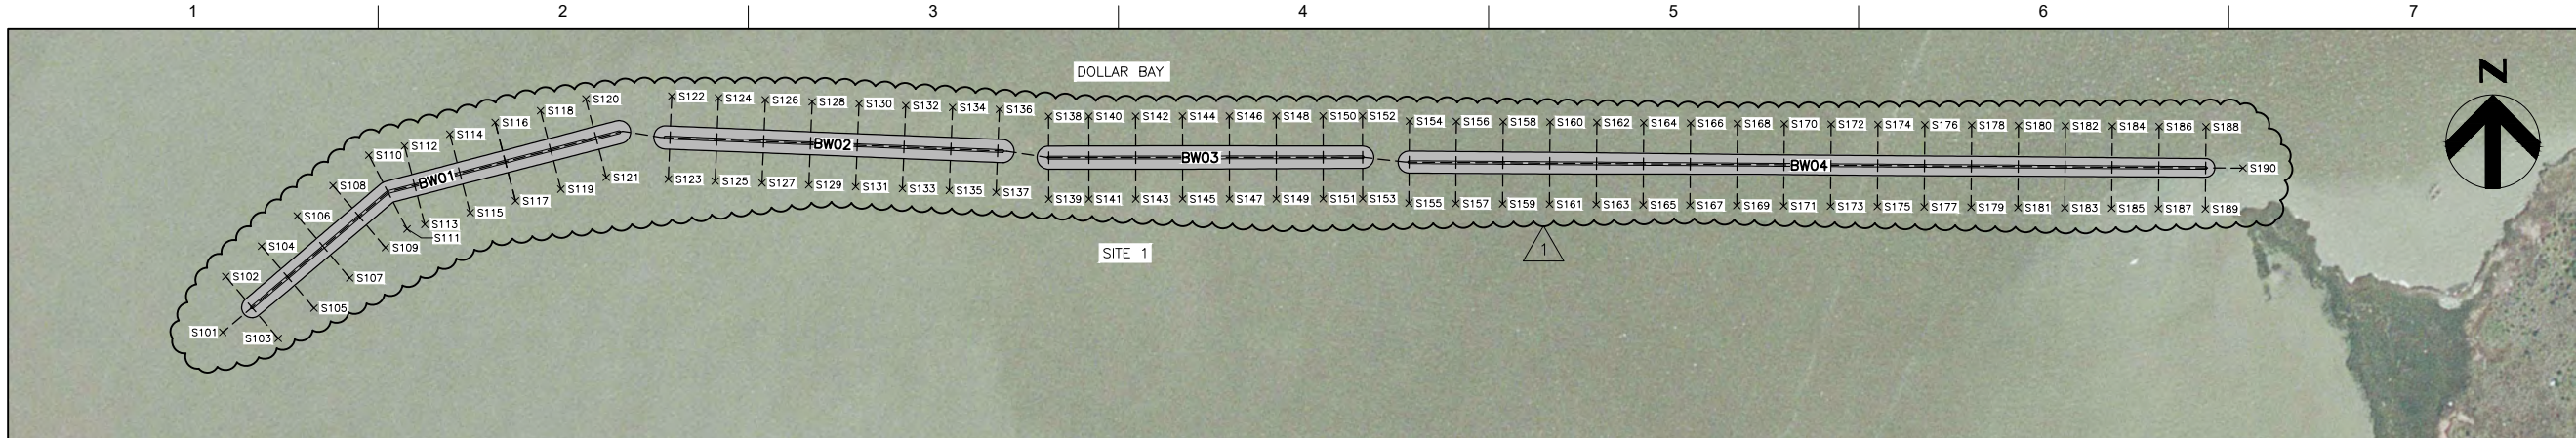 1 2 3 4 5 6 7
DOLLAR BAY
N
S122 S124 S126 S128 S130 S132 S134 S136
S120
S118
S116
S114
S112
S110
S108
S106
S104
S102
S138 S140 S142 S144 S146 S148 S150 S152
S154 S156 S158 S160 S162 S164 S166 S168 S170 S172 S174 S176 S178 S180 S182 S184 S186 S188
BW01
BW02
BW03
BW04
S190
S123 S125 S127 S129 S131 S133 S135 S137
S121
S119
S117
S115
S113
S111
S109
S107
S105
S103
S101
S139 S141 S143 S145 S147 S149 S151 S153
S155 S157 S159 S161 S163 S165 S167 S169 S171 S173 S175 S177 S179 S181 S183 S185 S187 S189
SITE 1
1